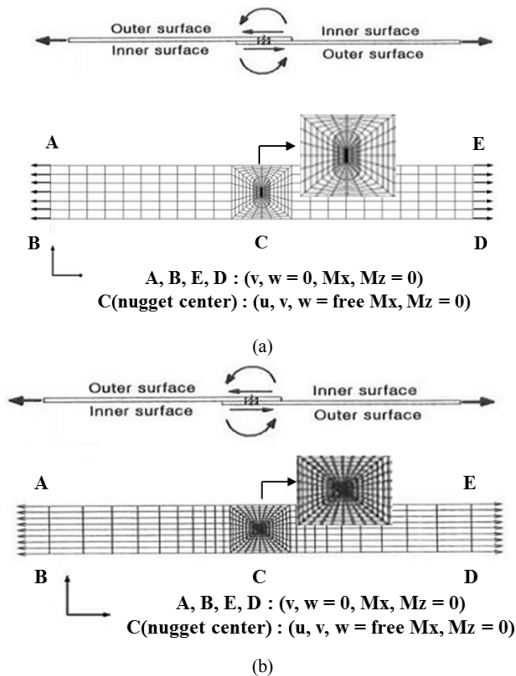 Outer surface
Inner surface
Inner surface
Outer surface
A
E
B
C
D
A, B, E, D : (v, w = 0, Mx, Mz = 0)
C(nugget center) : (u, v, w = free Mx, Mz = 0)
(a)
Outer surface
Inner surface
Inner surface
Outer surface
A
E
B
C
D
A, B, E, D : (v, w = 0, Mx, Mz = 0)
C(nugget center) : (u, v, w = free Mx, Mz = 0)
(b)